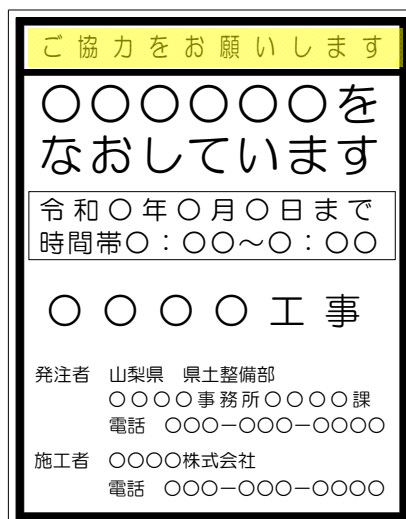 ご協力をお願いします
〇〇〇〇〇〇を
なおしています
令和〇年〇月〇日まで
時間帯〇：〇〇～〇：〇〇
〇〇〇〇工事
発注者 山梨県 県土整備部
〇〇〇〇事務所〇〇〇〇課
電話 〇〇〇－〇〇〇－〇〇〇〇
施工者 〇〇〇〇株式会社
電話 〇〇〇－〇〇〇－〇〇〇〇